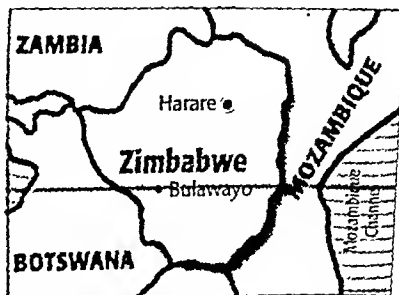 ZAMBIA
Harare
MOZAMBIQUE
Zimbabwe
Bulawayo
Mozambique
Channel
BOTSWANA